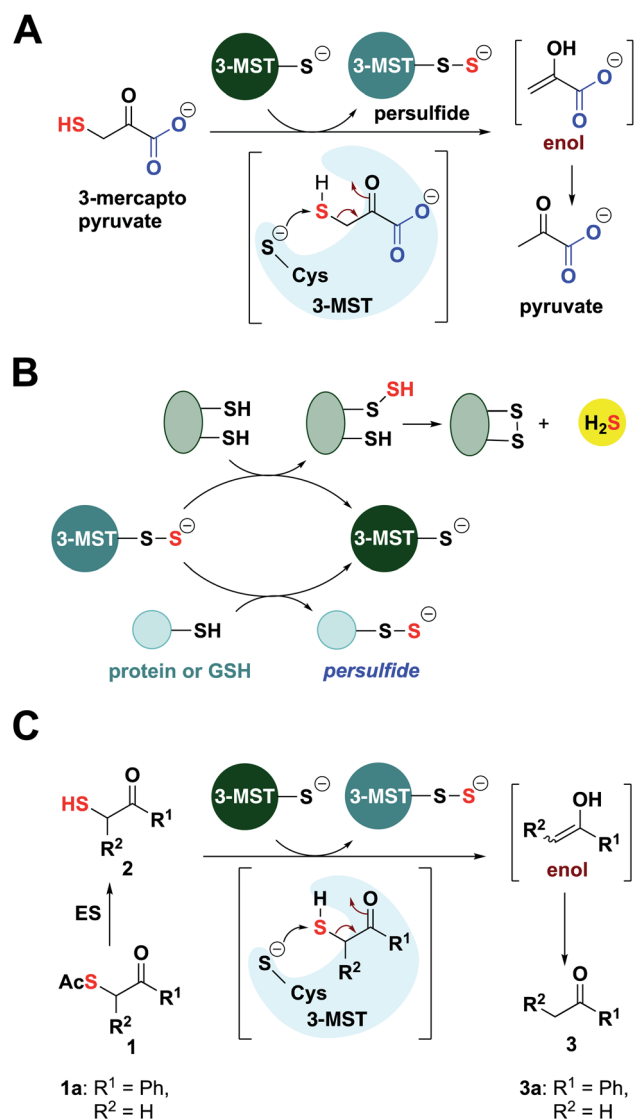 A
3-MST S⊖
3-MST S S⊖
persulfide
OH
O⊖
O
enol
HS
O
O⊖
O
3-mercapto
pyruvate
H
S
O
O⊖
O
S⊖
Cys
3-MST
O
O⊖
O
pyruvate
B
SH
SH
SH
S
SH
S
S
+
H2S
3-MST S S⊖
3-MST S⊖
SH
S S⊖
protein or GSH
persulfide
C
HS
O
R1
R2
2
3-MST S⊖
3-MST S S⊖
OH
R2
R1
enol
ES
H
S
O
R1
R2
S⊖
Cys
3-MST
AcS
O
R1
R2
1
R2
O
R1
3
1a: R1 = Ph,
R2 = H
3a: R1 = Ph,
R2 = H